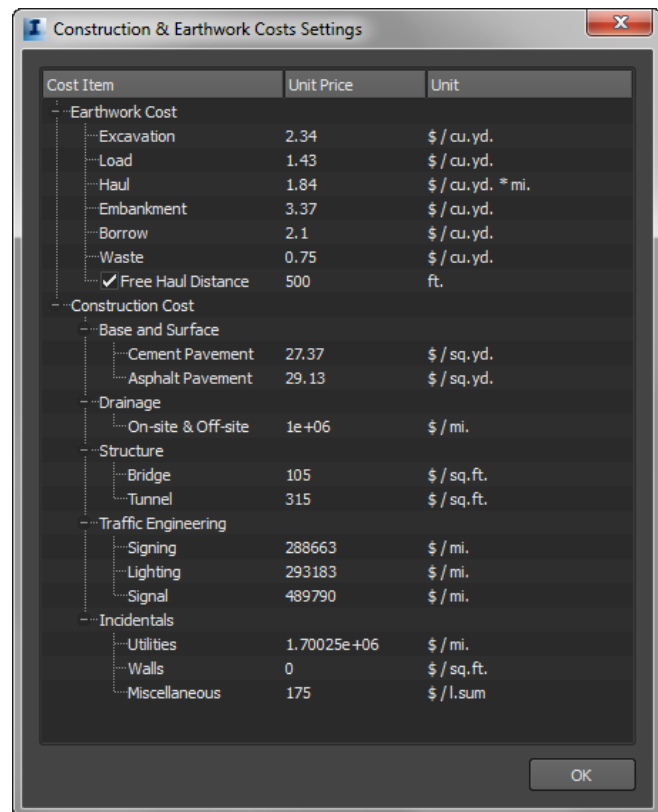 I Construction & Earthwork Costs Settings
Cost Item Unit Price Unit
Earthwork Cost
Excavation 2.34 $ / cu.yd.
Load 1.43 $ / cu.yd.
Haul 1.84 $ / cu.yd. * mi.
Embankment 3.37 $ / cu.yd.
Borrow 2.1 $ / cu.yd.
Waste 0.75 $ / cu.yd.
Free Haul Distance 500 ft.
Construction Cost
Base and Surface
Cement Pavement 27.37 $ / sq.yd.
Asphalt Pavement 29.13 $ / sq.yd.
Drainage
On-site & Off-site 1e+06 $ / mi.
Structure
Bridge 105 $ / sq.ft.
Tunnel 315 $ / sq.ft.
Traffic Engineering
Signing 288663 $ / mi.
Lighting 293183 $ / mi.
Signal 489790 $ / mi.
Incidentals
Utilities 1.70025e+06 $ / mi.
Walls 0 $ / sq.ft.
Miscellaneous 175 $ / l.sum
OK